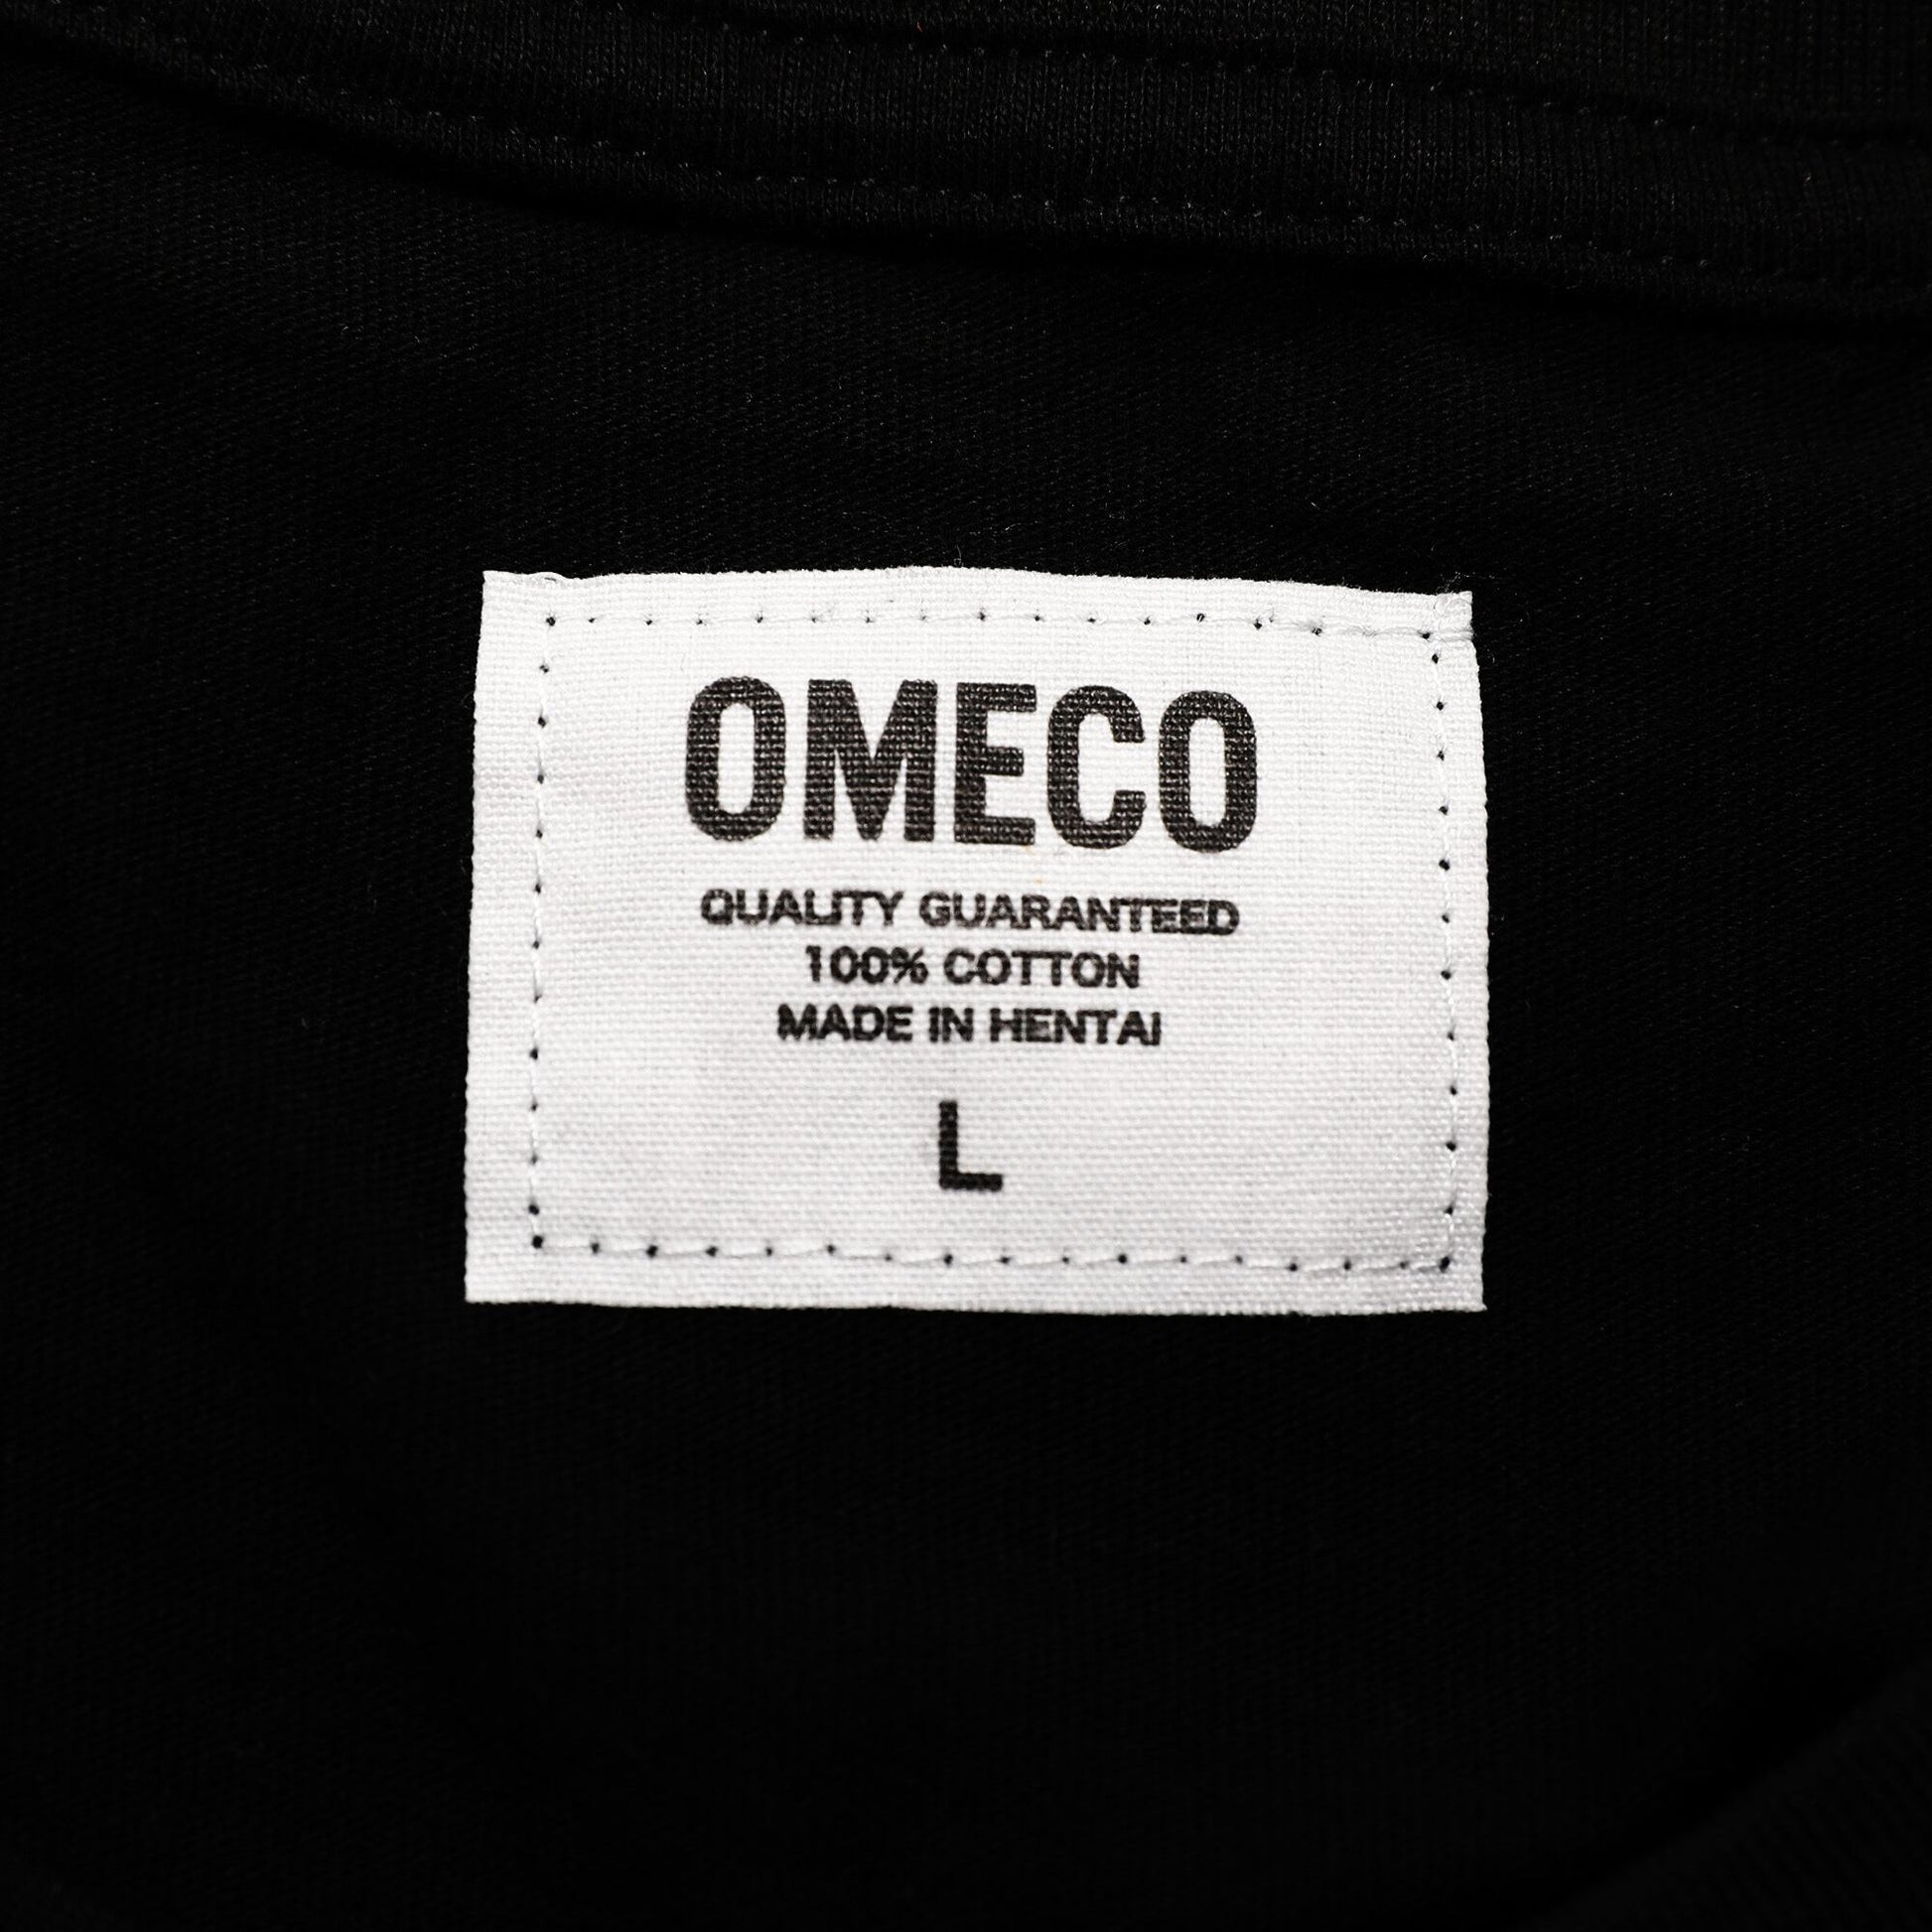 OMECO
QUALITY GUARANTEED
100% COTTON
MADE IN HENTAI
L